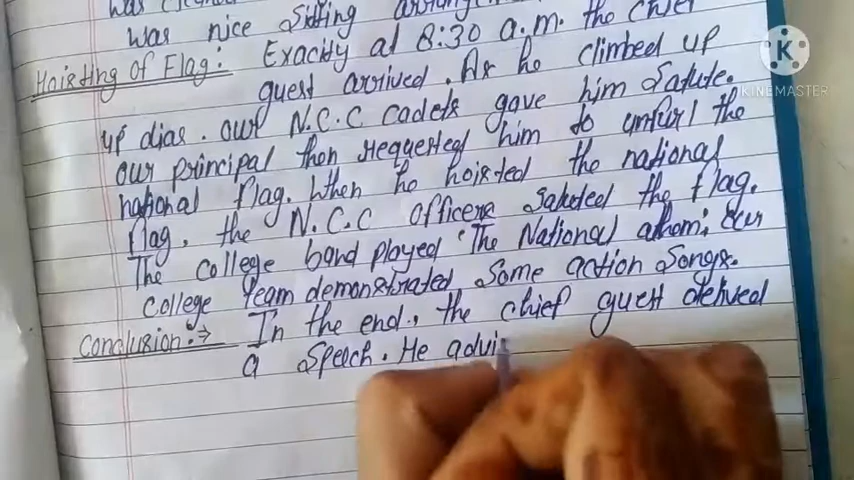 was nice Sitting
Hoisting of Flag: Exactly at 8:30 a.m. the chief
guest arrived. As he climbed up
up dias. our N.C.C cadets gave him Salute.
our principal then requested him to unfurl the
national flag. When he hoisted the national
flag. the N.C.C officers saluted the flag.
The college band played 'The National athem; our
college team demonstrated some action Songs.
Conclusion:→ In the end., the chief guest delived
a Speach. He advi
K
KINEMASTER